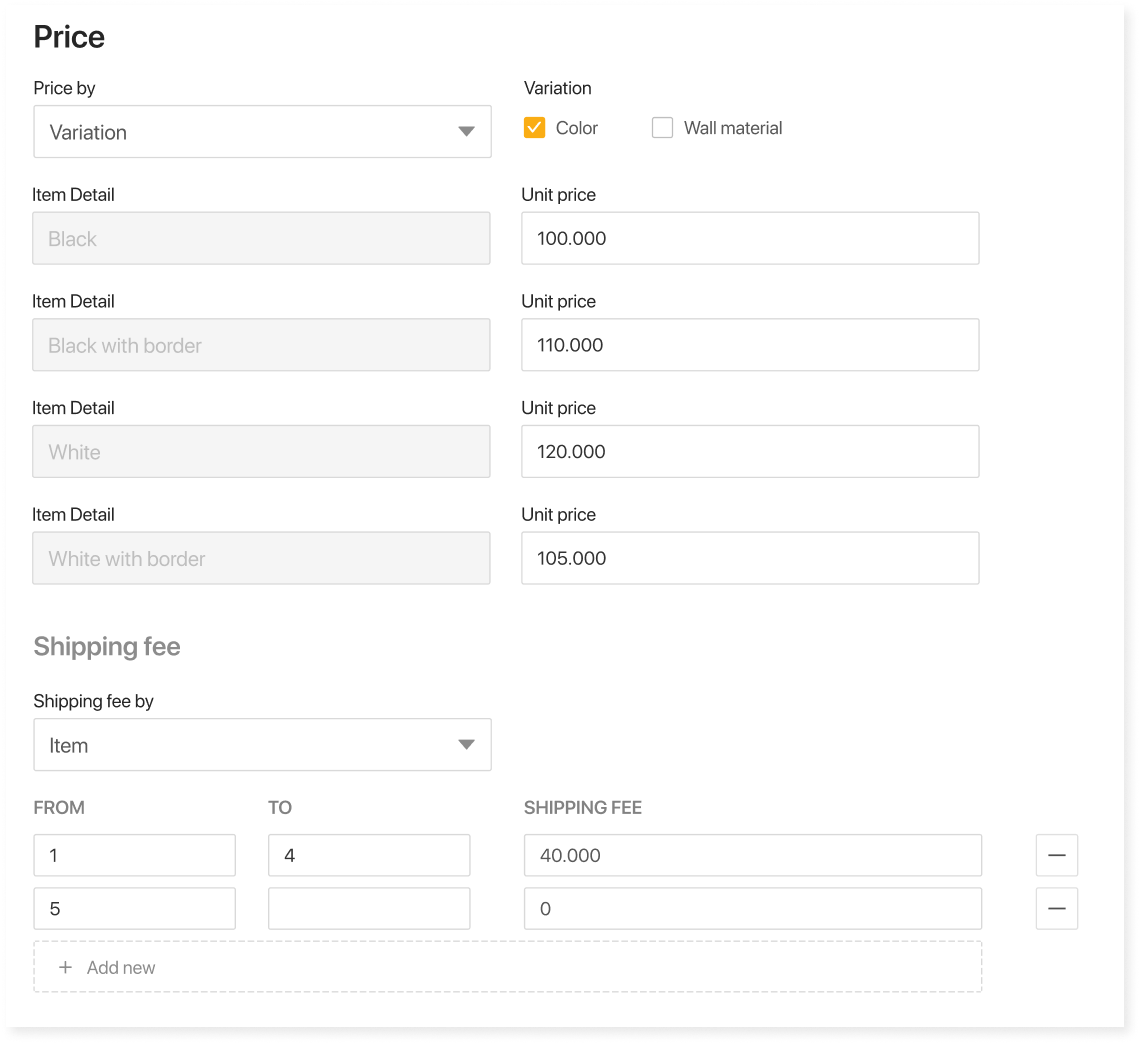 Price
Price by
Variation
Variation
Color
Wall material
Item Detail
Unit price
Black
100.000
Item Detail
Unit price
Black with border
110.000
Item Detail
Unit price
White
120.000
Item Detail
Unit price
White with border
105.000
Shipping fee
Shipping fee by
Item
FROM
TO
SHIPPING FEE
1
4
40.000
5
0
+ Add new